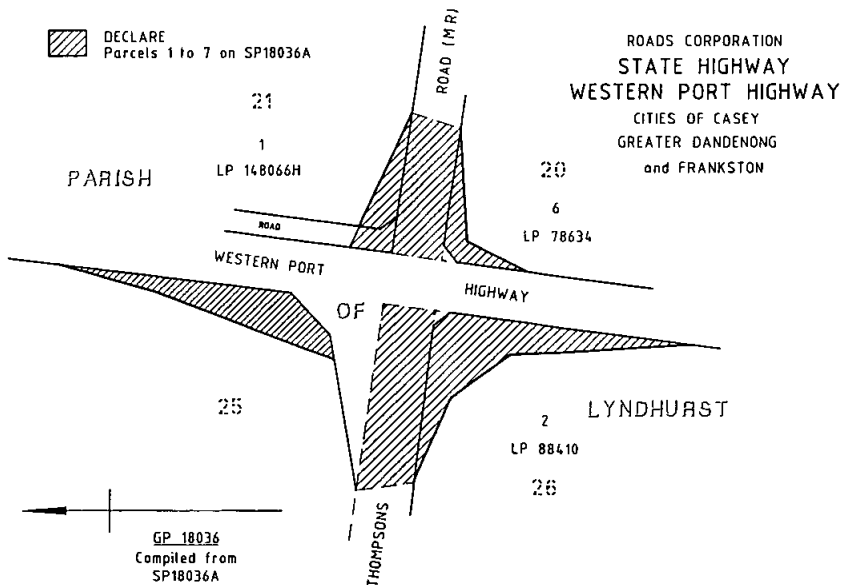 DECLARE
Parcels 1 to 7 on SP18036A
ROAD (MR)
ROADS CORPORATION
STATE HIGHWAY
WESTERN PORT HIGHWAY
CITIES OF CASEY
GREATER DANDENONG
and FRANKSTON
21
1
LP 148066H
PARISH
20
6
LP 78634
ROAD
WESTERN PORT
HIGHWAY
OF
25
2
LP 88410
LYNDHURST
26
THOMPSONS
GP 18036
Compiled from
SP18036A